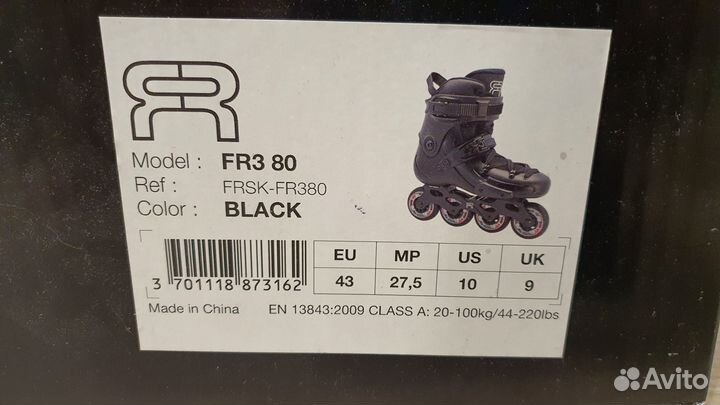 FR
Model : FR3 80
Ref : FRSK-FR380
Color : BLACK
EU MP US UK
43 27,5 10 9
3 701118 873162
Made in China EN 13843:2009 CLASS A: 20-100kg/44-220lbs
Avito